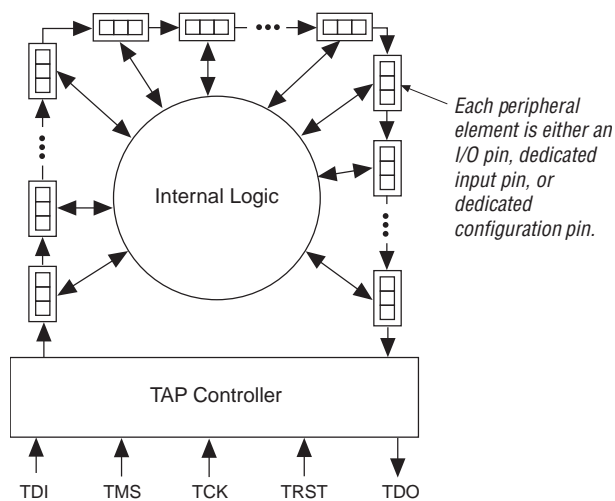 Each peripheral
element is either an
I/O pin, dedicated
input pin, or
dedicated
configuration pin.
Internal Logic
TAP Controller
TDI
TMS
TCK
TRST
TDO